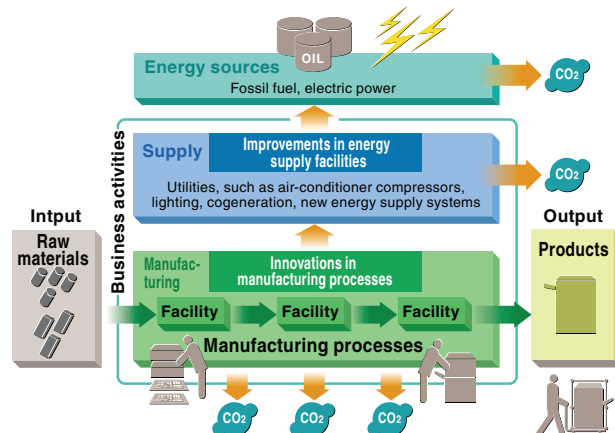 OIL
Energy sources
Fossil fuel, electric power
CO₂
Business activities
Supply
Improvements in energy
supply facilities
Utilities, such as air-conditioner compressors,
lighting, cogeneration, new energy supply systems
CO₂
Intput
Raw
materials
Manufac-
turing
Innovations in
manufacturing processes
Facility
Facility
Facility
Manufacturing processes
Output
Products
CO₂
CO₂
CO₂